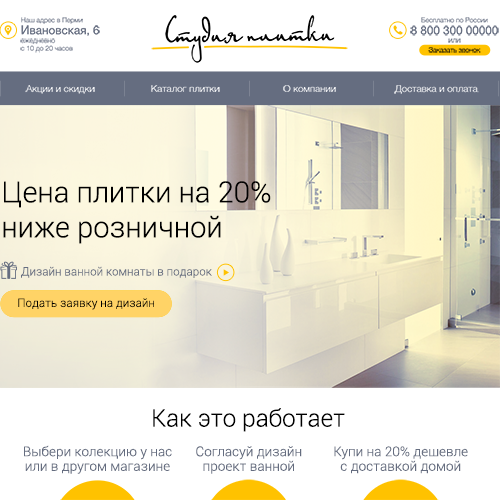 Наш адрес в Перми
Ивановская, 6
ежедневно
с 10 до 20 часов
Студия плитки
Бесплатно по России
8 800 300 00000
или
Заказать звонок
Акции и скидки
Каталог плитки
О компании
Доставка и оплата
Цена плитки на 20%
ниже розничной
Дизайн ванной комнаты в подарок
Подать заявку на дизайн
Как это работает
Выбери колекцию у нас
или в другом магазине
Согласуй дизайн
проект ванной
Купи на 20% дешевле
с доставкой домой